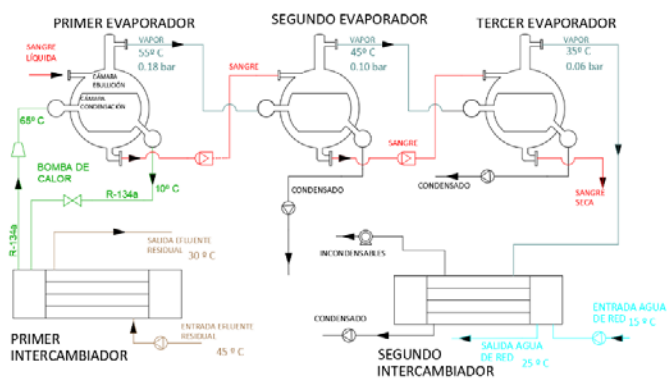 PRIMER EVAPORADOR
SEGUNDO EVAPORADOR
TERCER EVAPORADOR
SANGRE
LÍQUIDA
VAPOR
55º C
0.18 bar
CÁMARA
EBULLICIÓN
CÁMARA
CONDENSACIÓN
SANGRE
VAPOR
45º C
0.10 bar
VAPOR
35º C
0.06 bar
65º C
BOMBA DE
CALOR
R-134a
10º C
R-134a
SANGRE
CONDENSADO
CONDENSADO
SANGRE
SECA
SALIDA EFLUENTE
RESIDUAL
30 º C
INCONDENSABLES
PRIMER
INTERCAMBIADOR
ENTRADA EFLUENTE
RESIDUAL
45 º C
CONDENSADO
SEGUNDO
INTERCAMBIADOR
SALIDA AGUA
DE RED
25 º C
ENTRADA AGUA
DE RED
15 º C